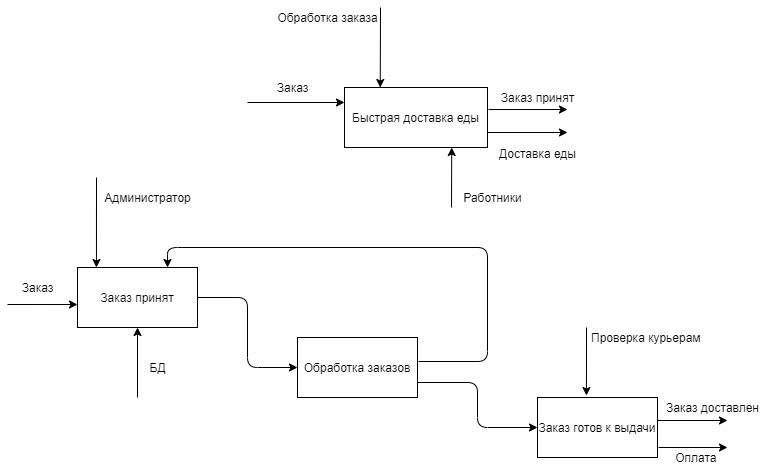 Обработка заказа
Заказ
Быстрая доставка еды
Заказ принят
Доставка еды
Работники
Администратор
Заказ
Заказ принят
БД
Обработка заказов
Проверка курьерам
Заказ готов к выдачи
Заказ доставлен
Оплата